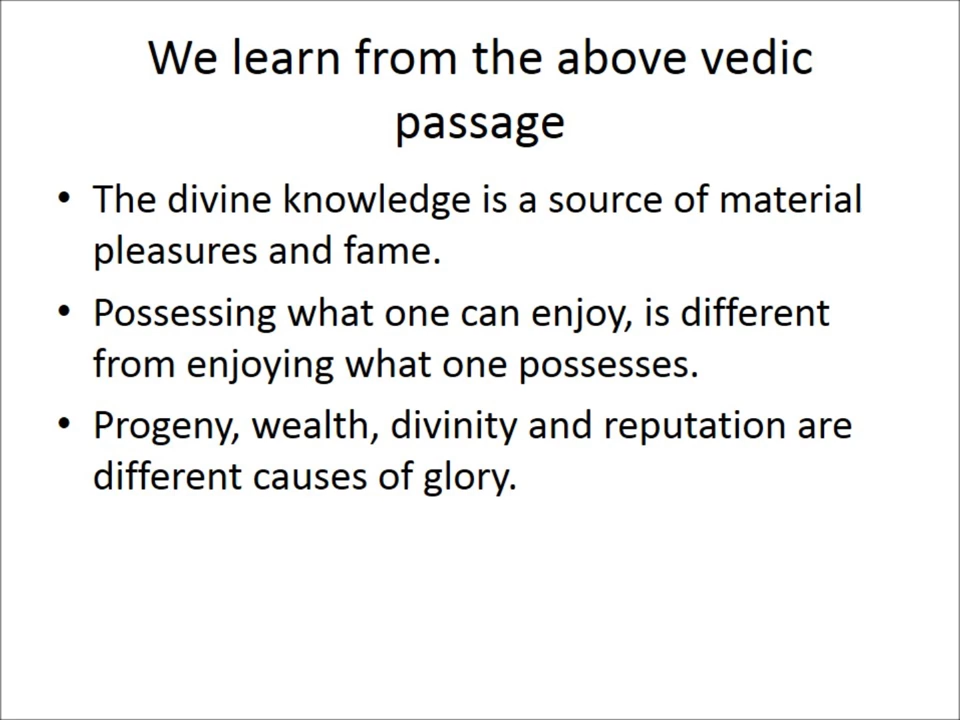 We learn from the above vedic
passage
• The divine knowledge is a source of material
pleasures and fame.
• Possessing what one can enjoy, is different
from enjoying what one possesses.
• Progeny, wealth, divinity and reputation are
different causes of glory.